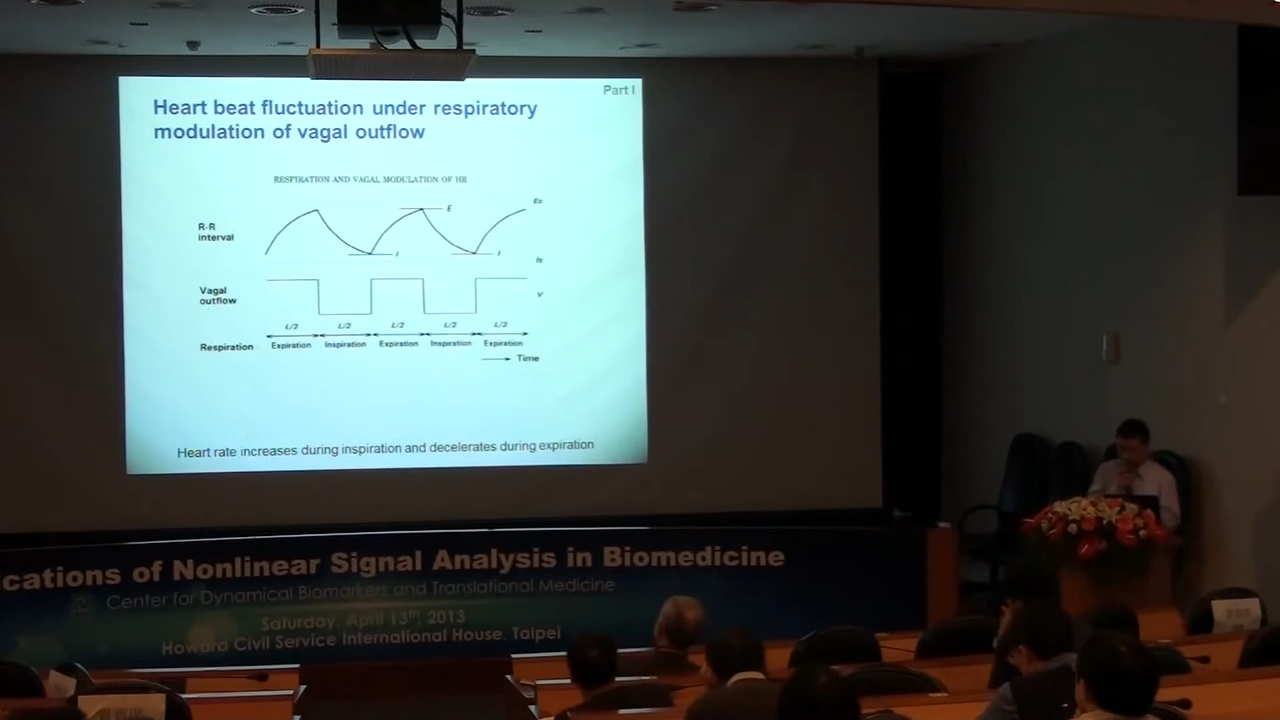 Part I
Heart beat fluctuation under respiratory
modulation of vagal outflow
RESPIRATION AND VAGAL MODULATION OF HR
R-R
interval
E
I
I
Vagal
outflow
V
L/2 L/2 L/2 L/2 L/2
Respiration Expiration Inspiration Expiration Inspiration Expiration
Time
Heart rate increases during inspiration and decelerates during expiration
cations of Nonlinear Signal Analysis in Biomedicine
Center for Dynamical Biomarkers and Translational Medicine
Saturday, April 13th, 2013
Howard Civil Service International House, Taipei